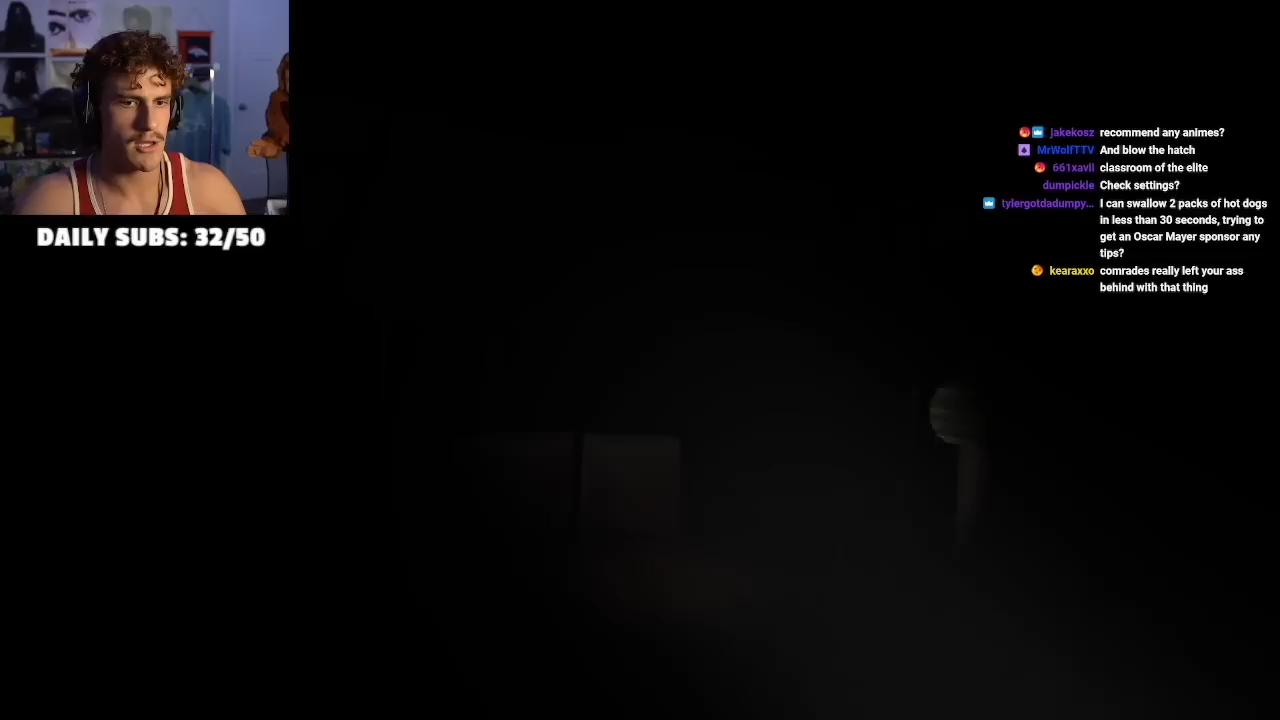 DAILY SUBS: 32/50
jakekosz recommend any animes?
MrWolfTTV And blow the hatch
661xavii classroom of the elite
dumpickle Check settings?
tylergotdadumpy... I can swallow 2 packs of hot dogs
in less than 30 seconds, trying to
get an Oscar Mayer sponsor any
tips?
kearaxxo comrades really left your ass
behind with that thing